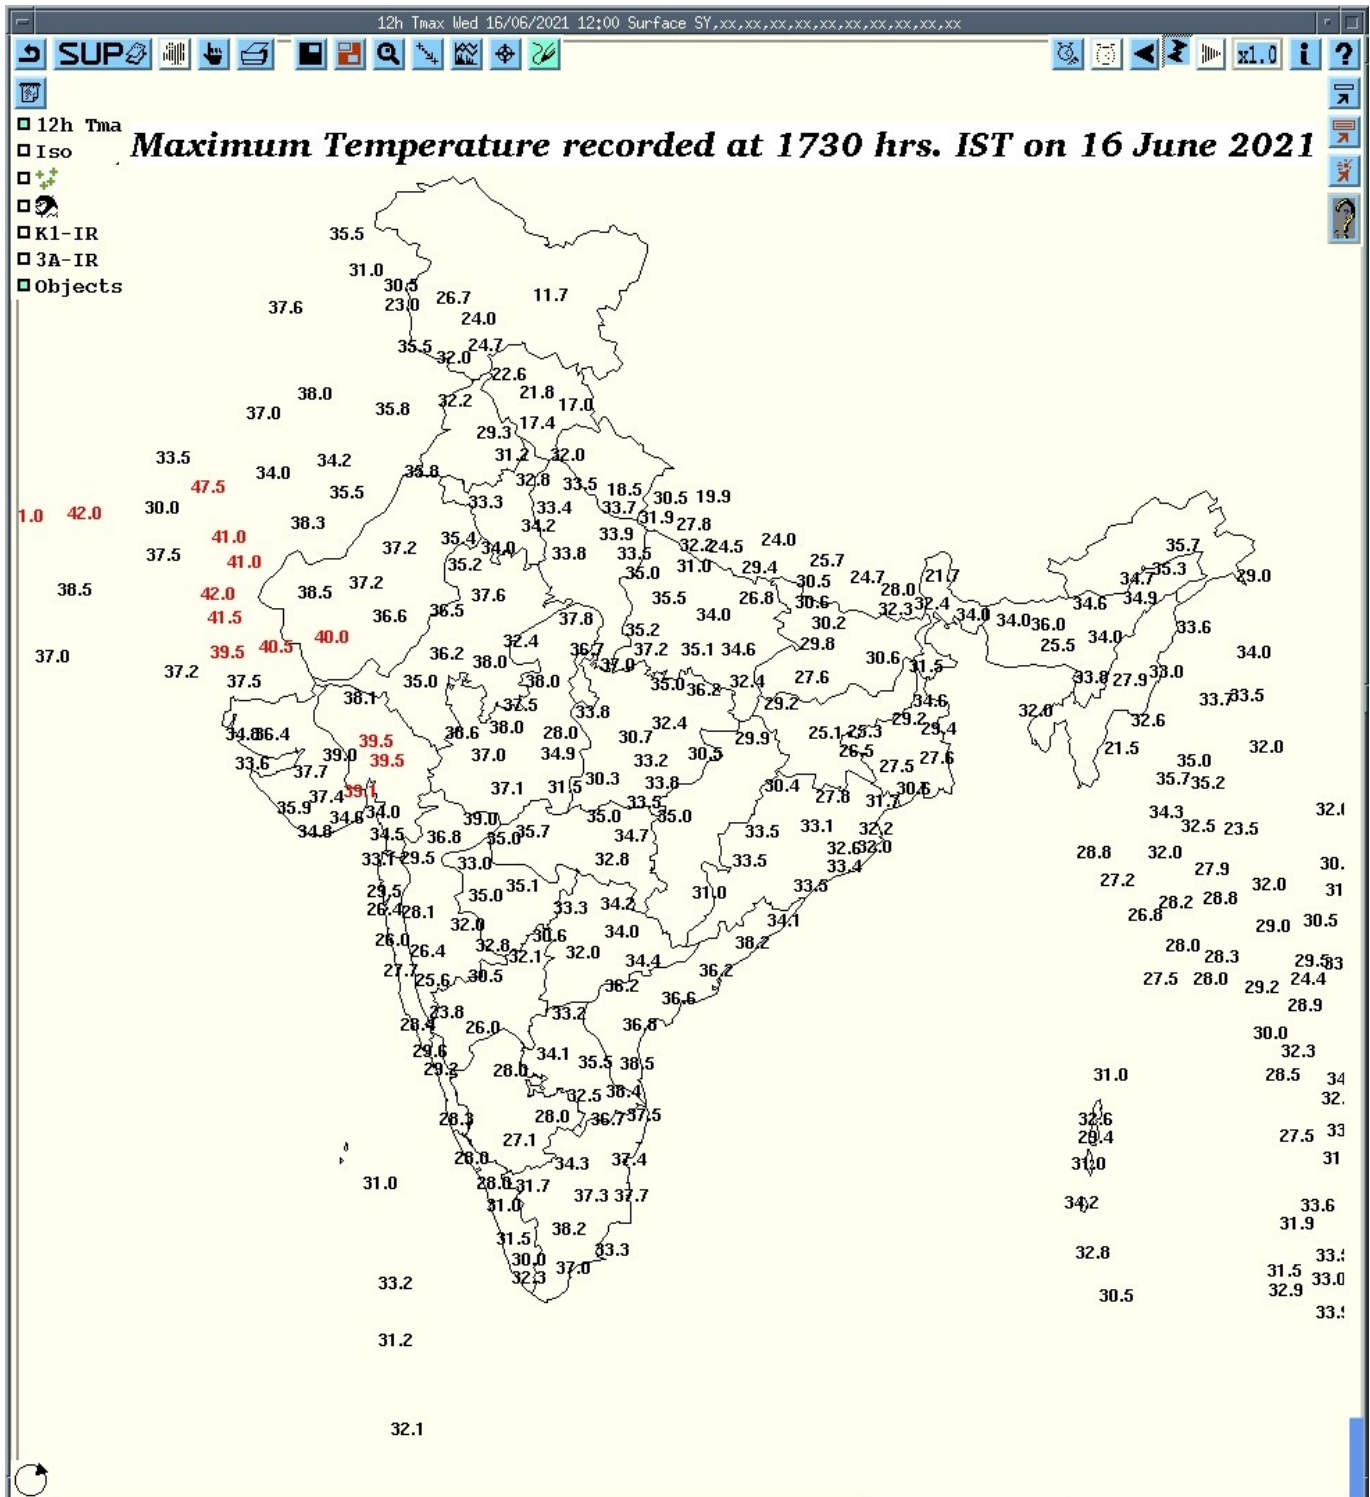 12h Tmax Wed 16/06/2021 12:00 Surface SY,xx,xx,xx,xx,xx,xx,xx,xx,xx,xx
SUP x1.0 i ?
12h Tma
Maximum Temperature recorded at 1730 hrs. IST on 16 June 2021
Iso
K1-IR
3A-IR
Objects
35.5
31.0
30.5
37.6 23.0 26.7 11.7
24.0
35.5 32.0 24.7
22.6
38.0 21.8
37.0 35.8 32.2 17.0
29.3 17.4
33.5 34.2 31.2 32.0
34.0 35.8
47.5 35.5 32.8 33.5 18.5
30.0 33.3 33.4 33.7 30.5 19.9
1.0 42.0 38.3 34.2 31.9 27.8
41.0 35.4 33.9 24.0
37.5 41.0 37.2 34.0 33.8 33.5 32.2 24.5 35.7
35.2 35.0 31.0 29.4 25.7 35.3
38.5 42.0 38.5 37.2 37.6 35.5 26.8 30.5 24.7 28.0 21.7 34.7 29.0
41.5 36.6 36.5 37.8 34.0 30.6 32.3 32.4 34.0 34.6 34.9
40.0 32.4 35.2 30.2 34.0 36.0 33.6
37.0 39.5 40.5 36.2 36.7 37.2 35.1 34.6 29.8 25.5 34.0 34.0
37.2 38.0 37.0 30.6 31.5
37.5 35.0 38.0 35.0 36.2 32.4 27.6 33.8 27.9 33.0
38.1 37.5 33.8 29.2 34.6 32.0 33.7 33.5
34.8 36.4 38.6 38.0 28.0 30.7 32.4 29.9 25.1 25.3 29.2 29.4 32.6
39.5 32.0
33.6 39.0 39.5 37.0 34.9 33.2 30.5 26.5 27.5 27.6 21.5 35.0
37.7 30.3 33.8 35.7 35.2
37.4 39.1 37.1 31.5 33.5 30.4 27.8 31.7 30.6
35.9 34.6 34.0 39.0 35.0 35.0 34.3 32.0
34.8 34.5 36.8 35.0 35.7 34.7 33.5 33.1 32.2 32.5 23.5
33.1 29.5 33.0 32.8 33.5 32.6 32.0 28.8 32.0
33.4 27.9 30.
29.5 35.0 35.1 31.0 33.5 27.2 32.0 31
26.4 28.1 33.3 34.2 28.2 28.8
32.0 34.0 34.1 26.8 29.0 30.5
26.0 26.4 32.8 30.6 32.0 38.2 28.0
27.7 32.1 34.4 36.2 28.3 29.5 33
25.6 30.5 36.2 27.5 28.0 29.2 24.4
23.8 33.2 36.6 28.9
28.4 26.0 36.8 30.0
29.6 34.1 32.3
29.2 28.0 35.5 38.5 31.0 28.5 34
32.5 38.4 32.
28.3 28.0 36.7 37.5 32.6
27.1 29.4 27.5 33
28.0 34.3 37.4 31.0 31
31.0 28.0 31.7 37.3 37.7
31.0 34.2 33.6
31.5 38.2 33.3 31.9
30.0 32.8 33.
33.2 32.3 37.0 31.5 33.0
30.5 32.9
31.2 33.
32.1